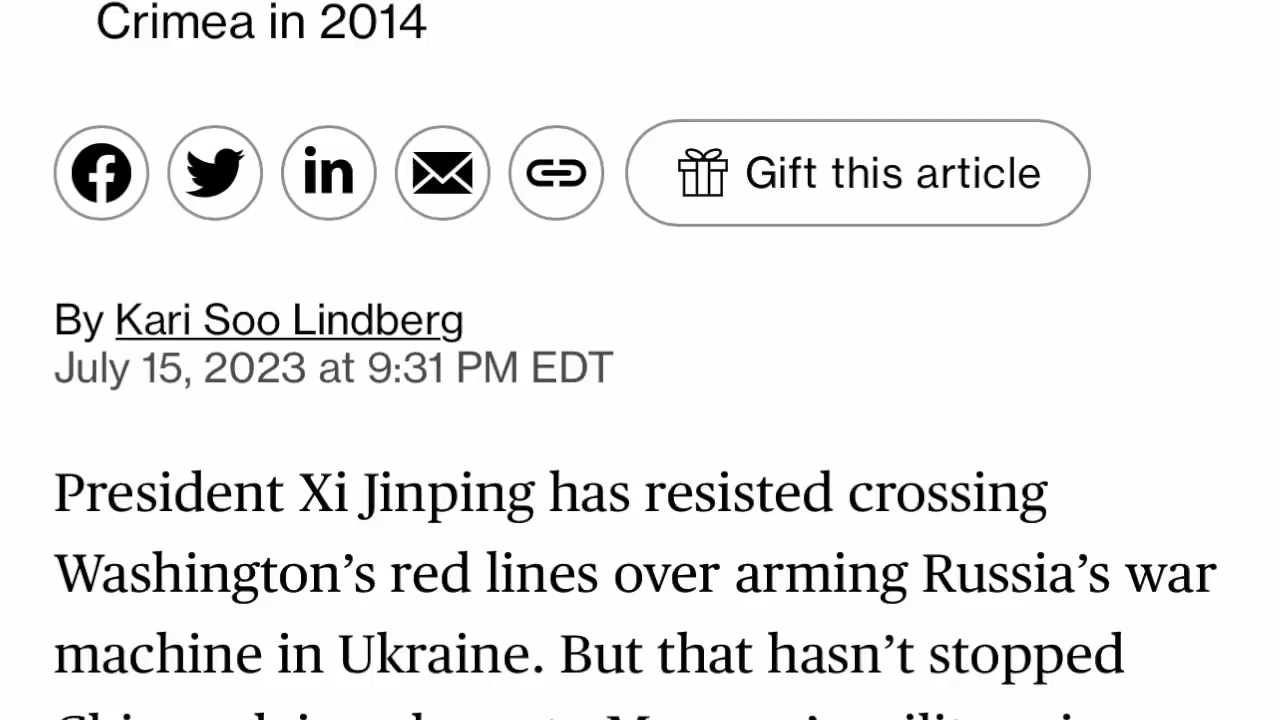 Crimea in 2014
Gift this article
By Kari Soo Lindberg
July 15, 2023 at 9:31 PM EDT
President Xi Jinping has resisted crossing
Washington’s red lines over arming Russia’s war
machine in Ukraine. But that hasn’t stopped